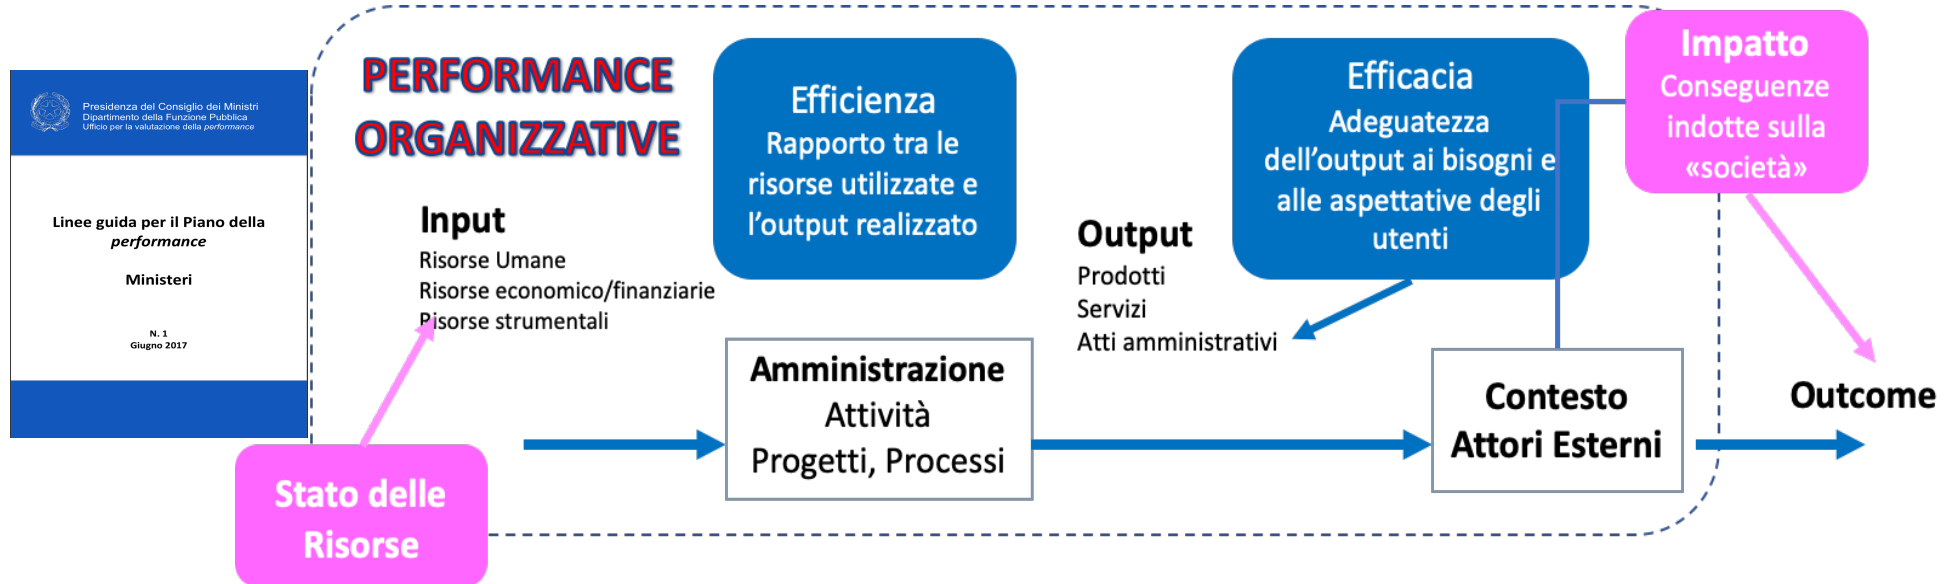 Presidenza del Consiglio dei Ministri
Dipartimento della Funzione Pubblica
Ufficio per la valutazione della performance
Linee guida per il Piano della
performance
Ministeri
N. 1
Giugno 2017
PERFORMANCE
ORGANIZZATIVE
Input
Risorse Umane
Risorse economico/finanziarie
Risorse strumentali
Stato delle
Risorse
Efficienza
Rapporto tra le
risorse utilizzate e
l'output realizzato
Amministrazione
Attività
Progetti, Processi
Output
Prodotti
Servizi
Atti amministrativi
Efficacia
Adeguatezza
dell'output ai bisogni e
alle aspettative degli
utenti
Contesto
Attori Esterni
Impatto
Conseguenze
indotte sulla
«società»
Outcome